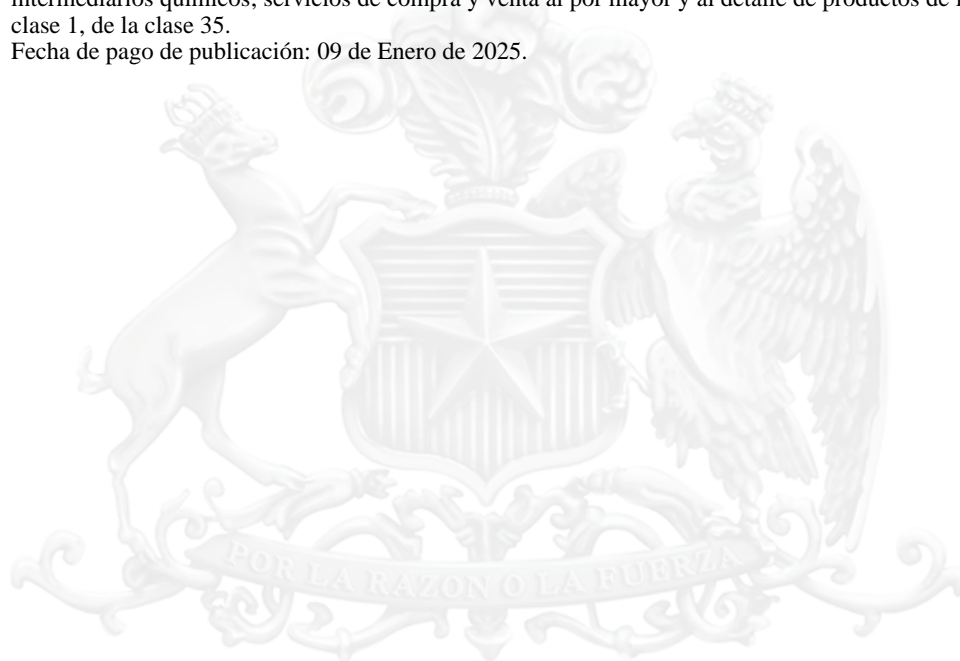 intermediarios químicos; servicios de compra y venta al por mayor y al detalle de productos de
clase 1, de la clase 35.
Fecha de pago de publicación: 09 de Enero de 2025.
POR LA RAZON O LA FUERZA